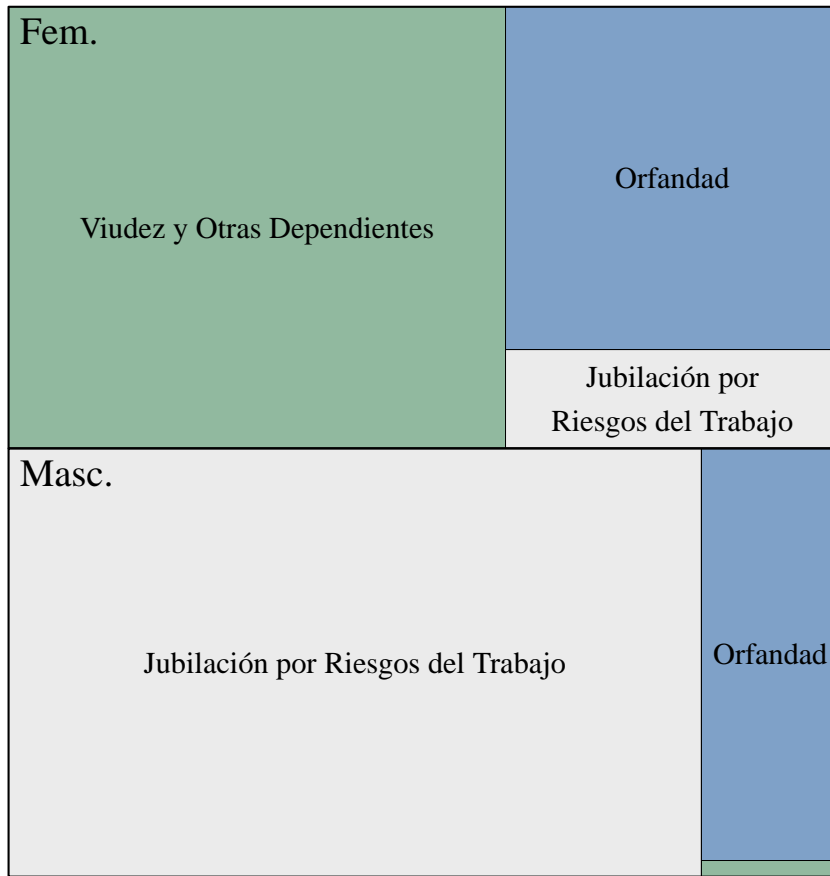 Fem.
Viudez y Otras Dependientes
Orfandad
Jubilación por
Riesgos del Trabajo
Masc.
Jubilación por Riesgos del Trabajo
Orfandad